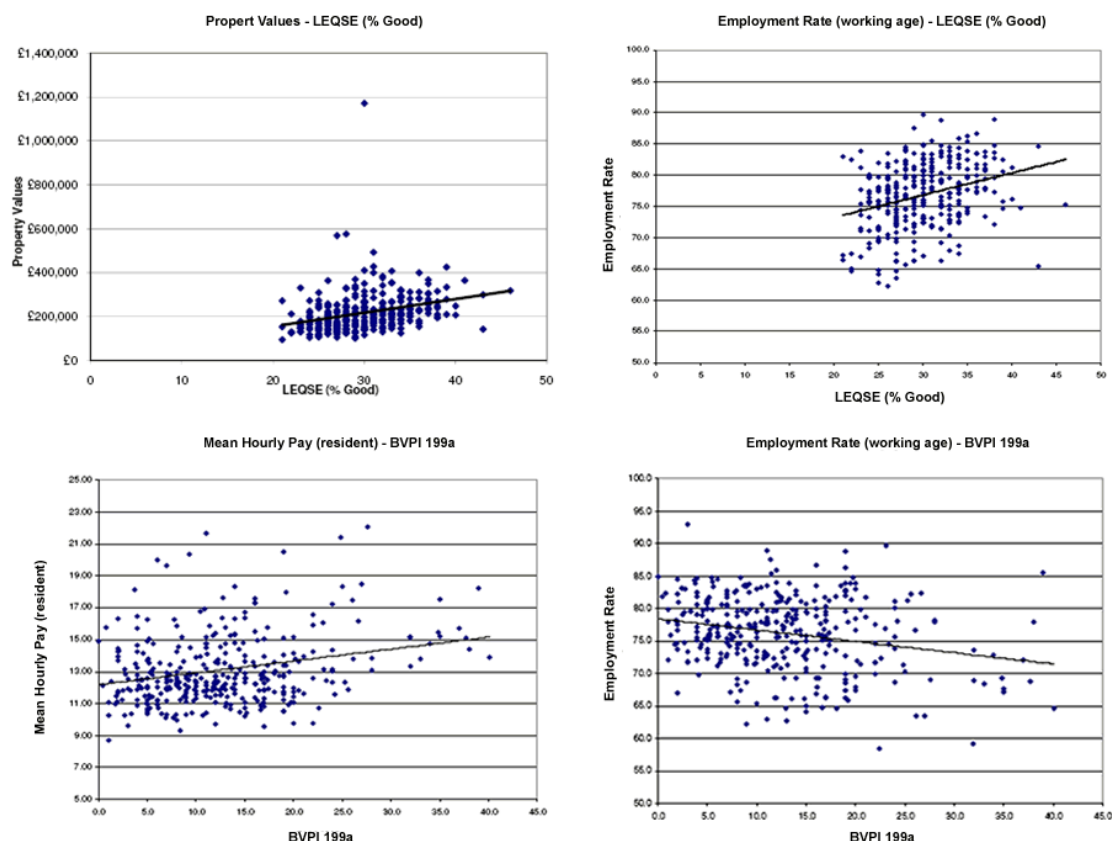 Propert Values - LEQSE (% Good)
£1,400,000
£1,200,000
£1,000,000
£800,000
£600,000
£400,000
£200,000
£0
Property Values
0 10 20 30 40 50
LEQSE (% Good)
Employment Rate (working age) - LEQSE (% Good)
100.0
95.0
90.0
85.0
80.0
75.0
70.0
65.0
60.0
55.0
50.0
Employment Rate
0 5 10 15 20 25 30 35 40 45 50
LEQSE (% Good)
Mean Hourly Pay (resident) - BVPI 199a
25.00
23.00
21.00
19.00
17.00
15.00
13.00
11.00
9.00
7.00
5.00
Mean Hourly Pay (resident)
0.0 5.0 10.0 15.0 20.0 25.0 30.0 35.0 40.0 45.0
BVPI 199a
Employment Rate (working age) - BVPI 199a
100.0
95.0
90.0
85.0
80.0
75.0
70.0
65.0
60.0
55.0
50.0
Employment Rate
0.0 5.0 10.0 15.0 20.0 25.0 30.0 35.0 40.0 45.0
BVPI 199a